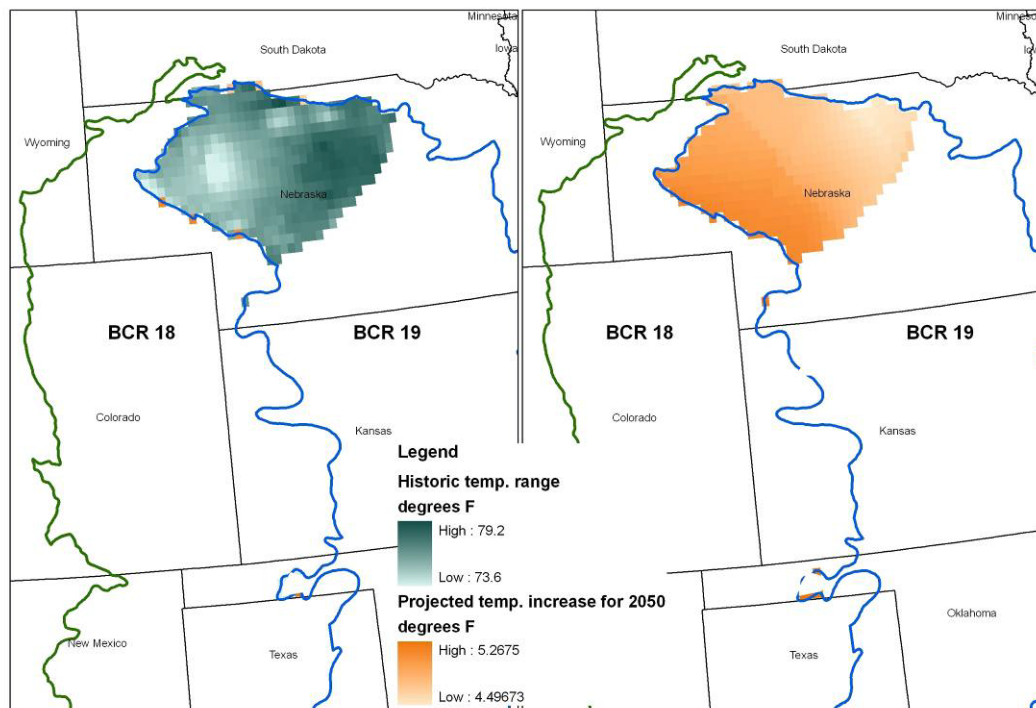 Minnesota
South Dakota
Iowa
Wyoming
Nebraska
BCR 18
BCR 19
Colorado
Kansas
New Mexico
Texas
Legend
Historic temp. range
degrees F
High : 79.2
Low : 73.6
Projected temp. increase for 2050
degrees F
High : 5.2675
Low : 4.49673
Minneso
South Dakota
Io
Wyoming
Nebraska
BCR 18
BCR 19
Colorado
Kansas
Oklahoma
Texas